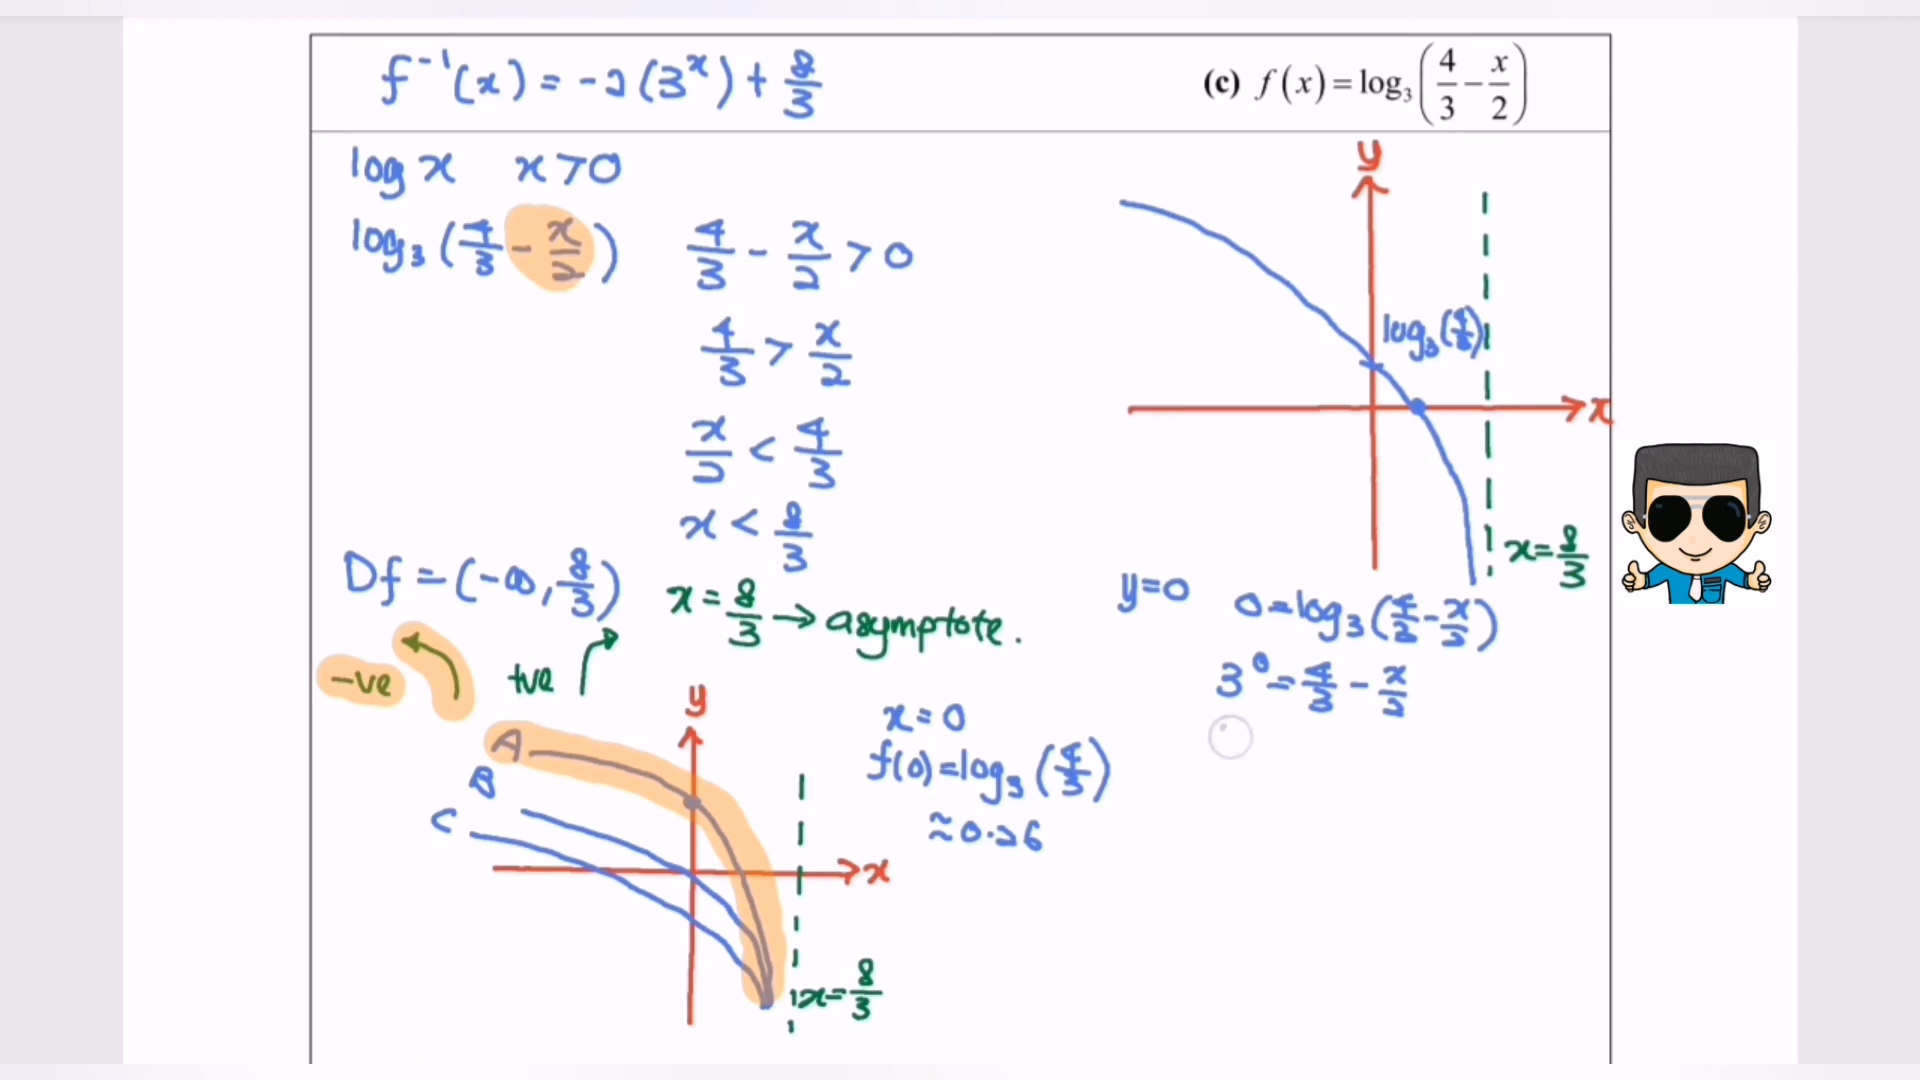 f⁻¹(x) = -2(3ˣ) + 8/3
(c) f(x) = log₃(4/3 - x/2)
log x   x > 0
log₃(4/3 - x/2)   4/3 - x/2 > 0
4/3 > x/2
x/2 < 4/3
x < 8/3
Df = (-∞, 8/3)   x = 8/3 → asymptote.
-ve   +ve
A
B
C
y
x
x = 8/3
x = 0
f(0) = log₃(4/3)
≈ 0.26
y
log₃(4/3)
x
x = 8/3
y = 0   0 = log₃(4/3 - x/2)
3⁰ = 4/3 - x/2